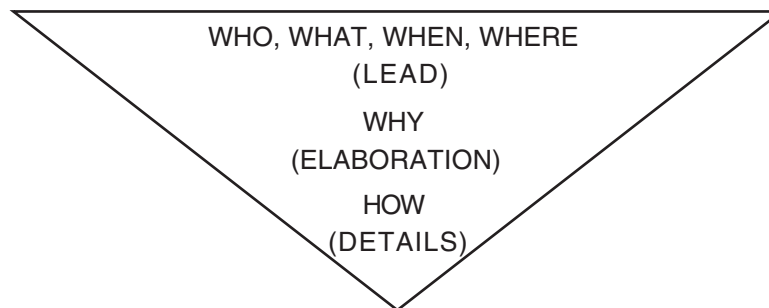 WHO, WHAT, WHEN, WHERE
(LEAD)
WHY
(ELABORATION)
HOW
(DETAILS)